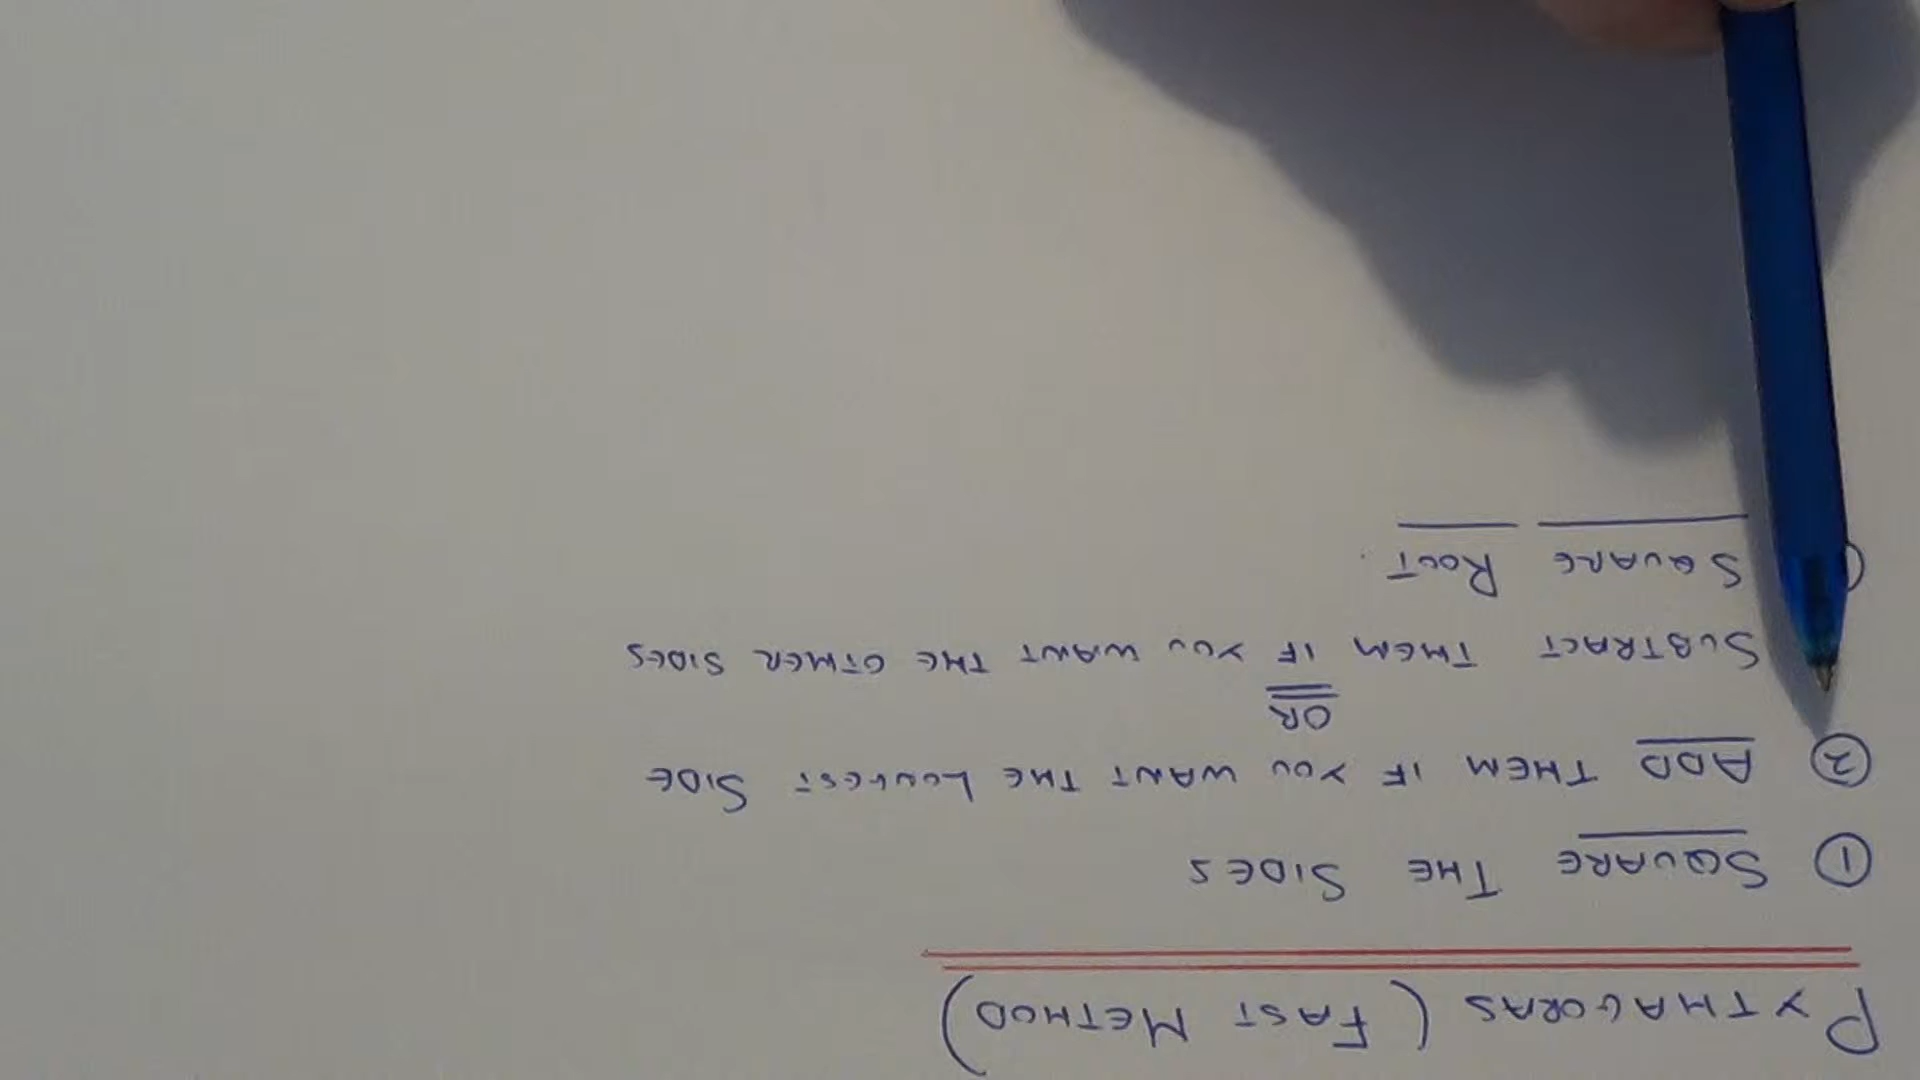 PYTHAGORAS (FAST METHOD)
① SQUARE THE SIDES
② ADD THEM IF YOU WANT THE LONGEST SIDE
OR
SUBTRACT THEM IF YOU WANT THE OTHER SIDES
SQUARE ROOT.